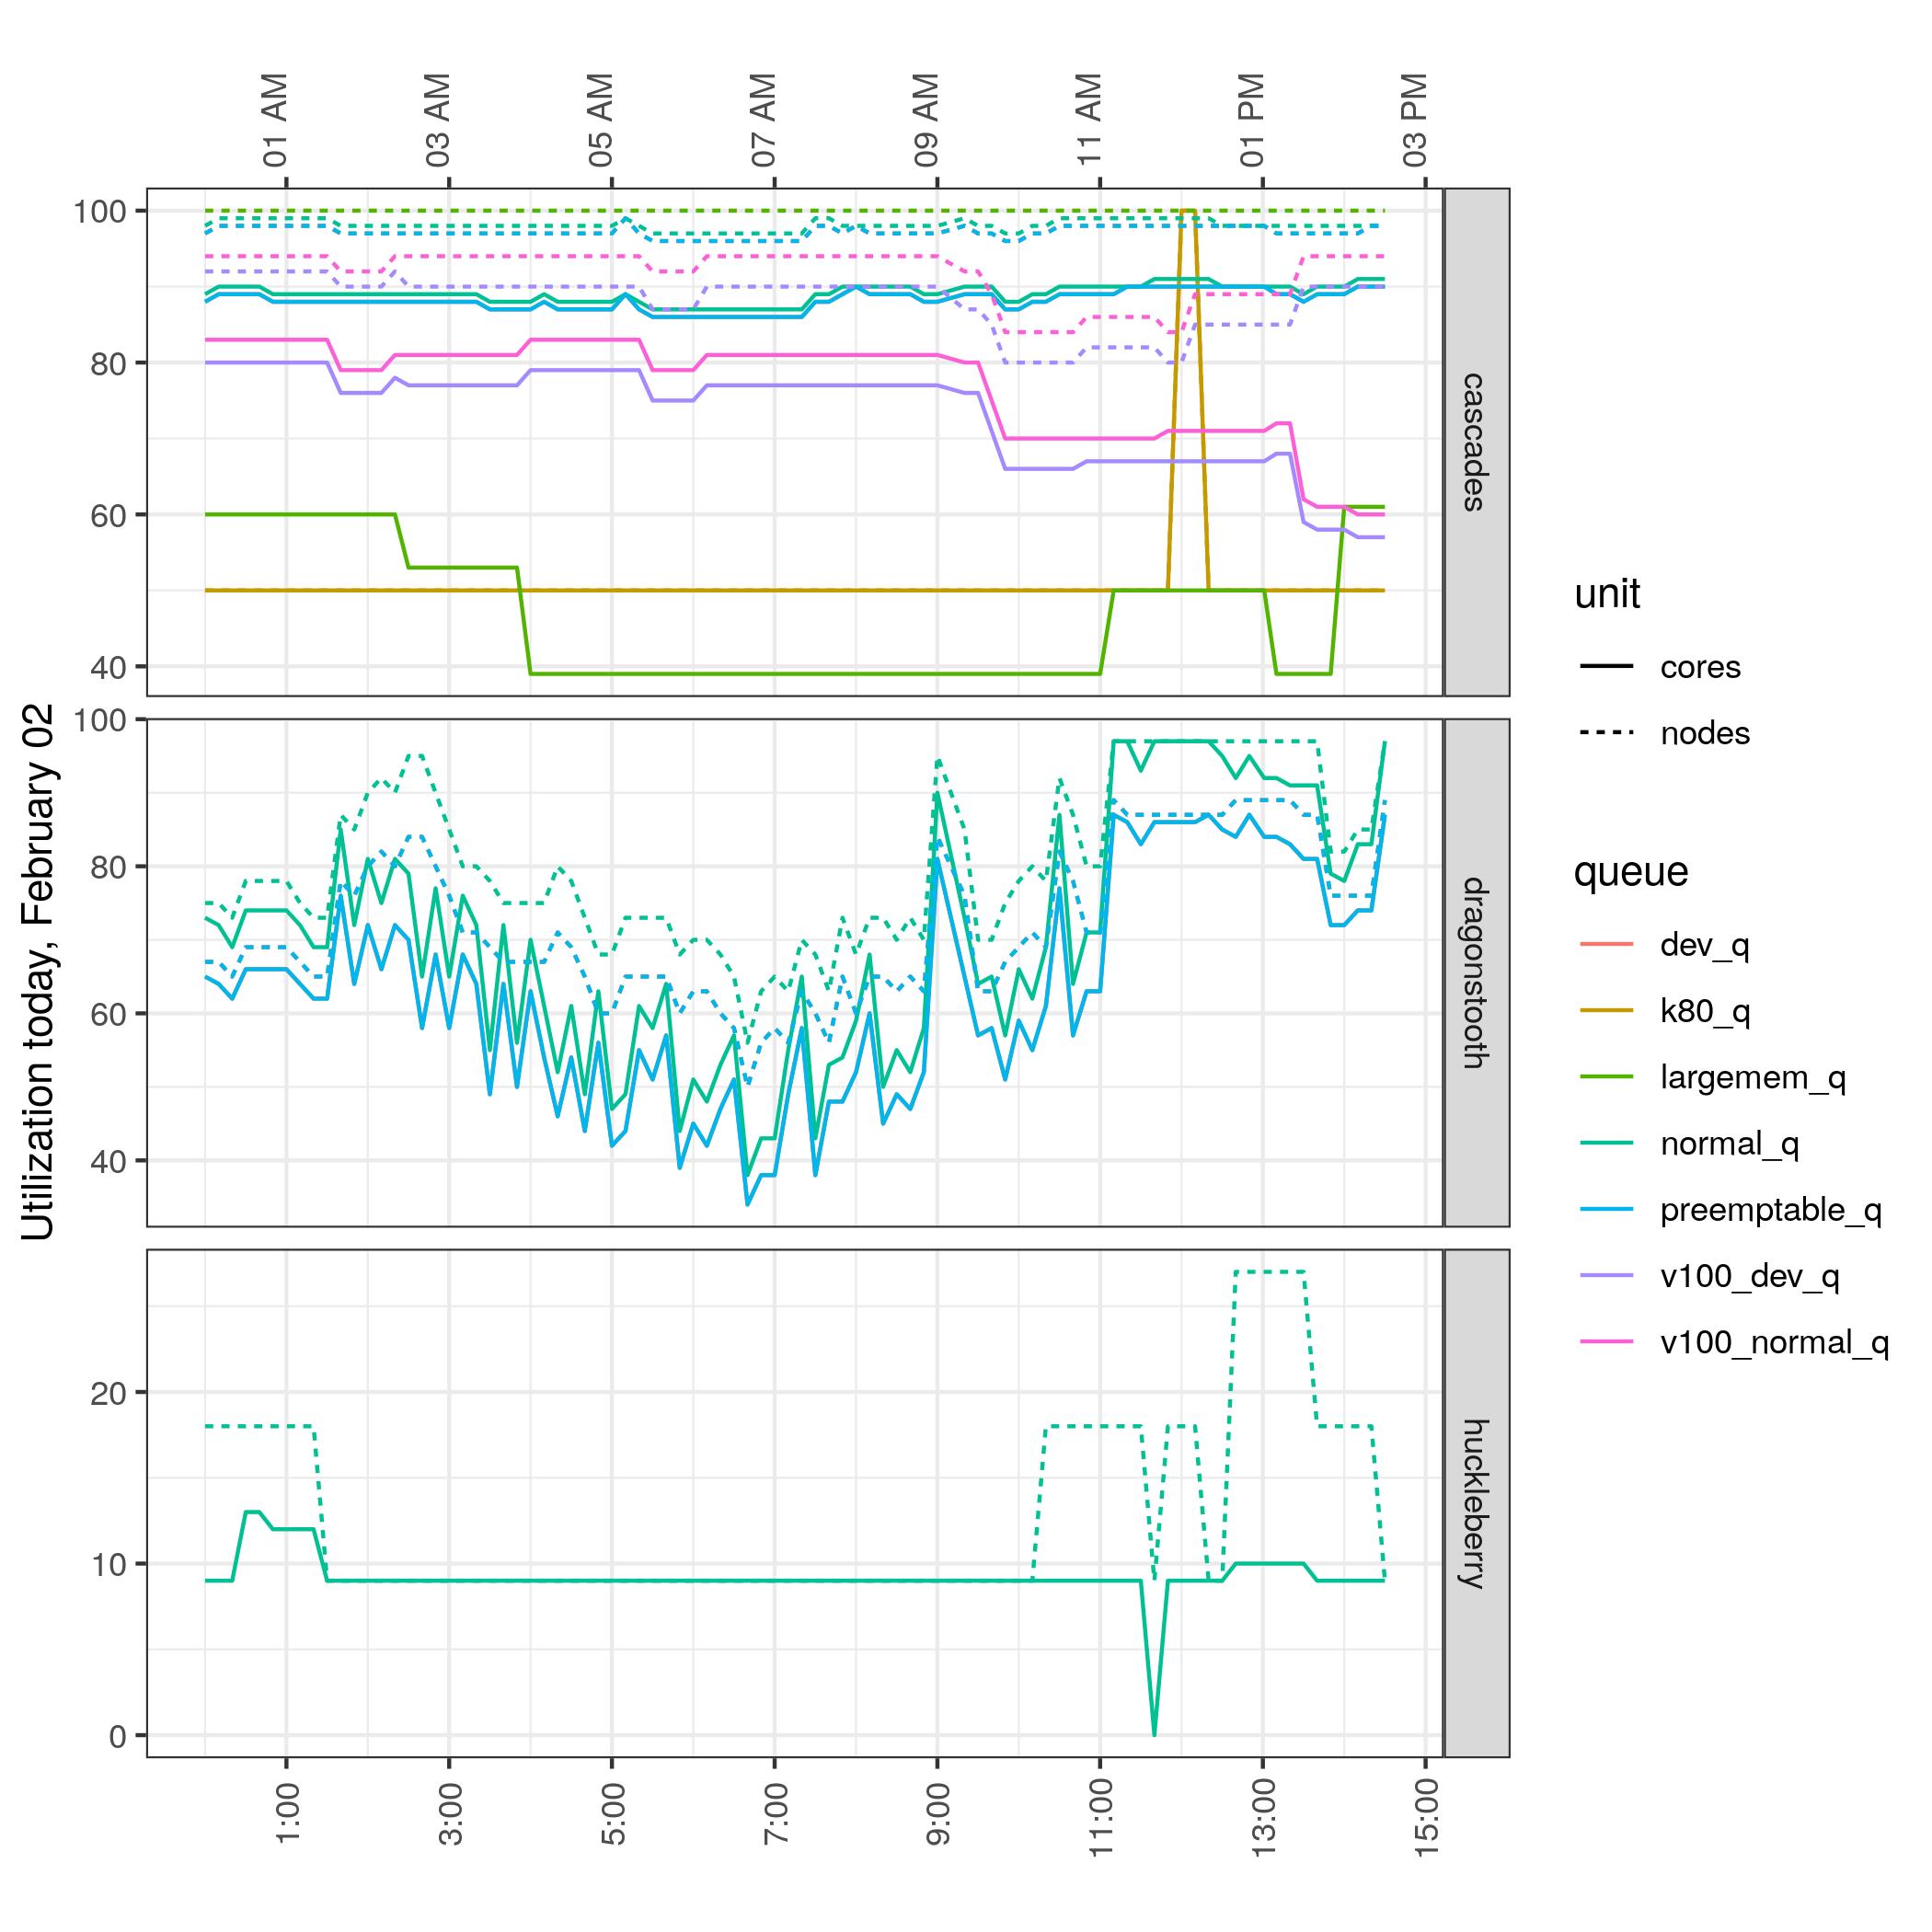 01 AM
03 AM
05 AM
07 AM
09 AM
11 AM
01 PM
03 PM
Utilization today, February 02
100
80
60
40
cascades
100
80
60
40
dragonstooth
20
10
0
huckleberry
1:00
3:00
5:00
7:00
9:00
11:00
13:00
15:00
unit
cores
nodes
queue
dev_q
k80_q
largemem_q
normal_q
preemptable_q
v100_dev_q
v100_normal_q